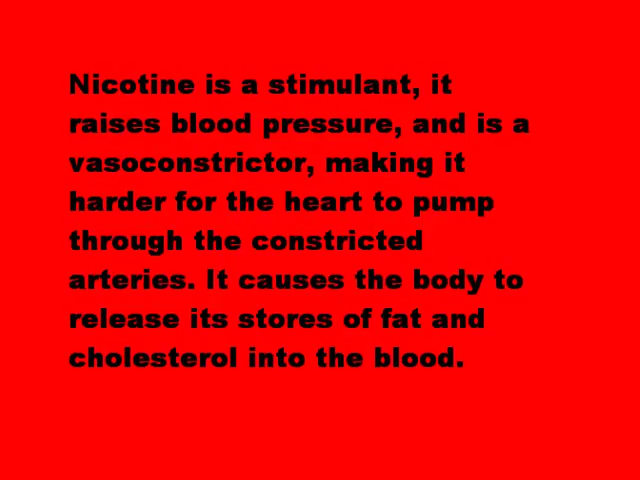 Nicotine is a stimulant, it
raises blood pressure, and is a
vasoconstrictor, making it
harder for the heart to pump
through the constricted
arteries. It causes the body to
release its stores of fat and
cholesterol into the blood.